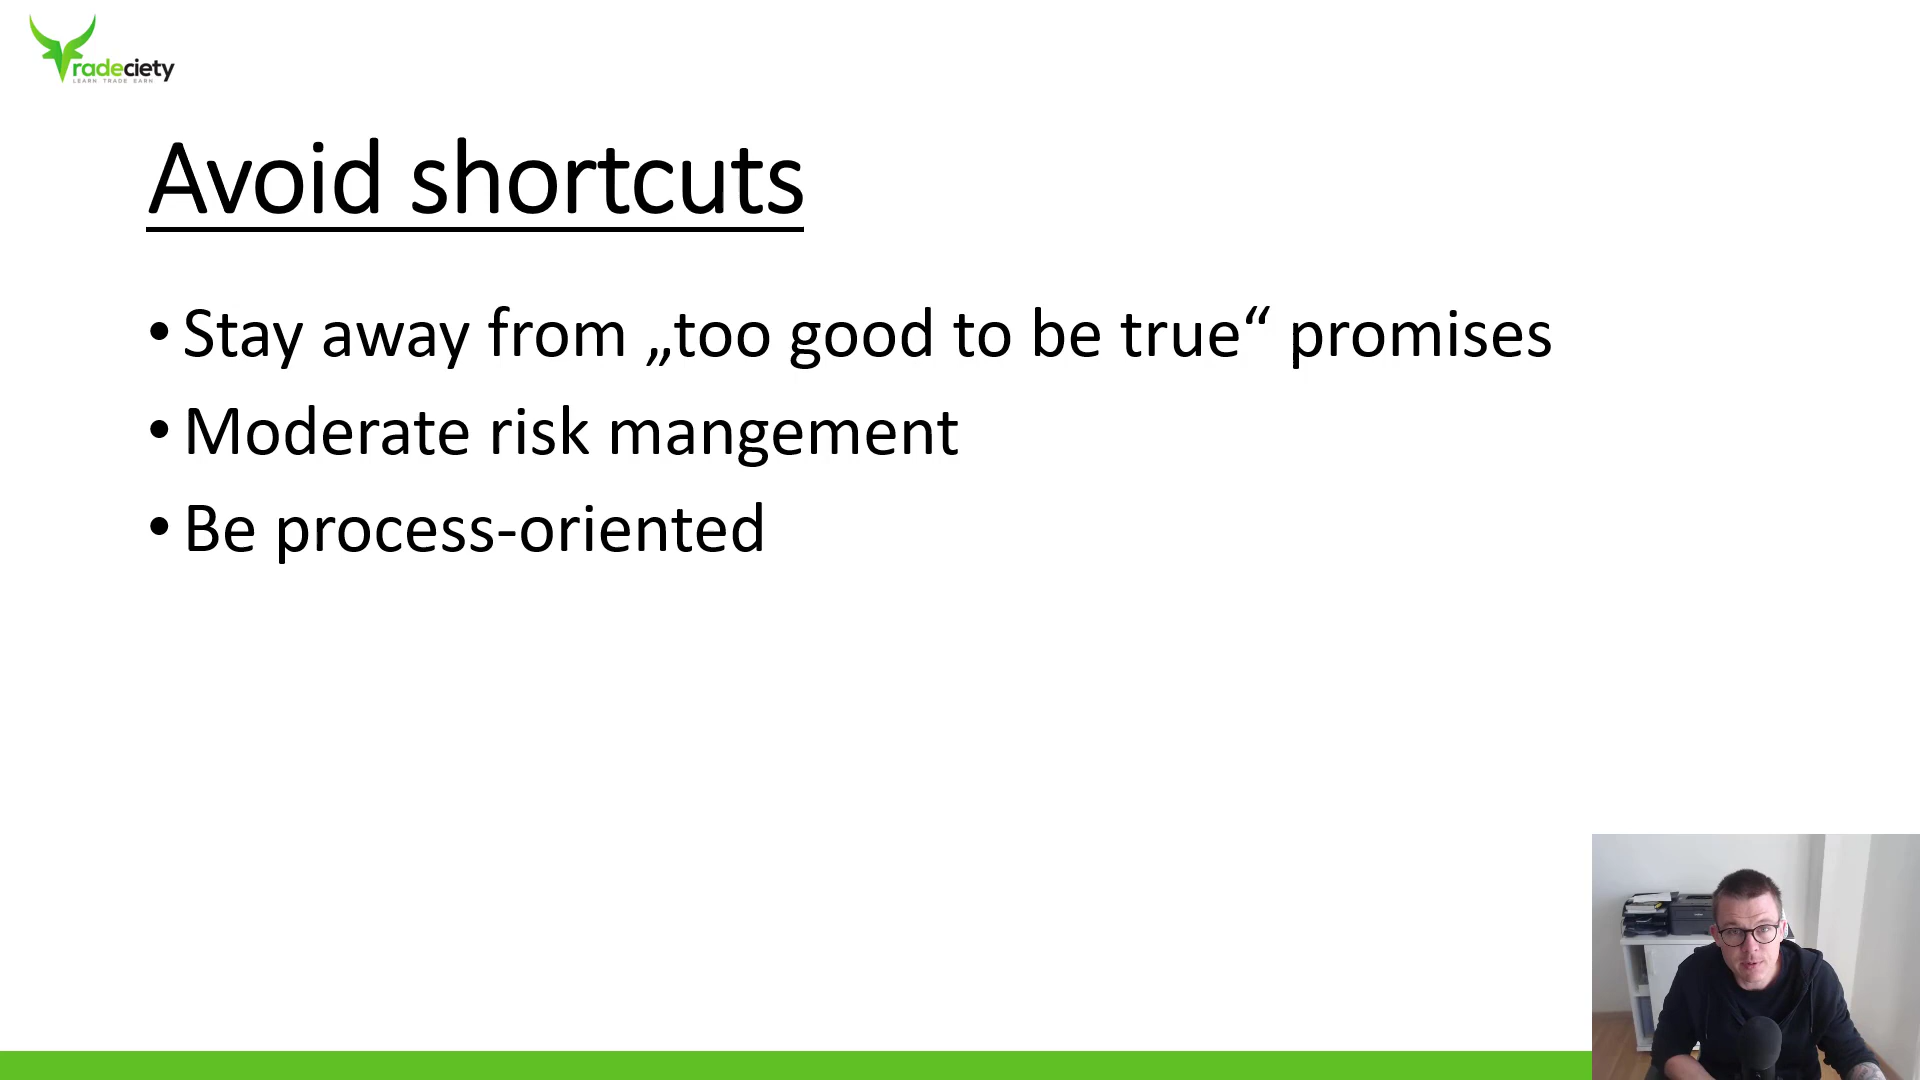 Tradeciety
LEARN TRADE EARN
Avoid shortcuts
• Stay away from „too good to be true“ promises
• Moderate risk mangement
• Be process-oriented